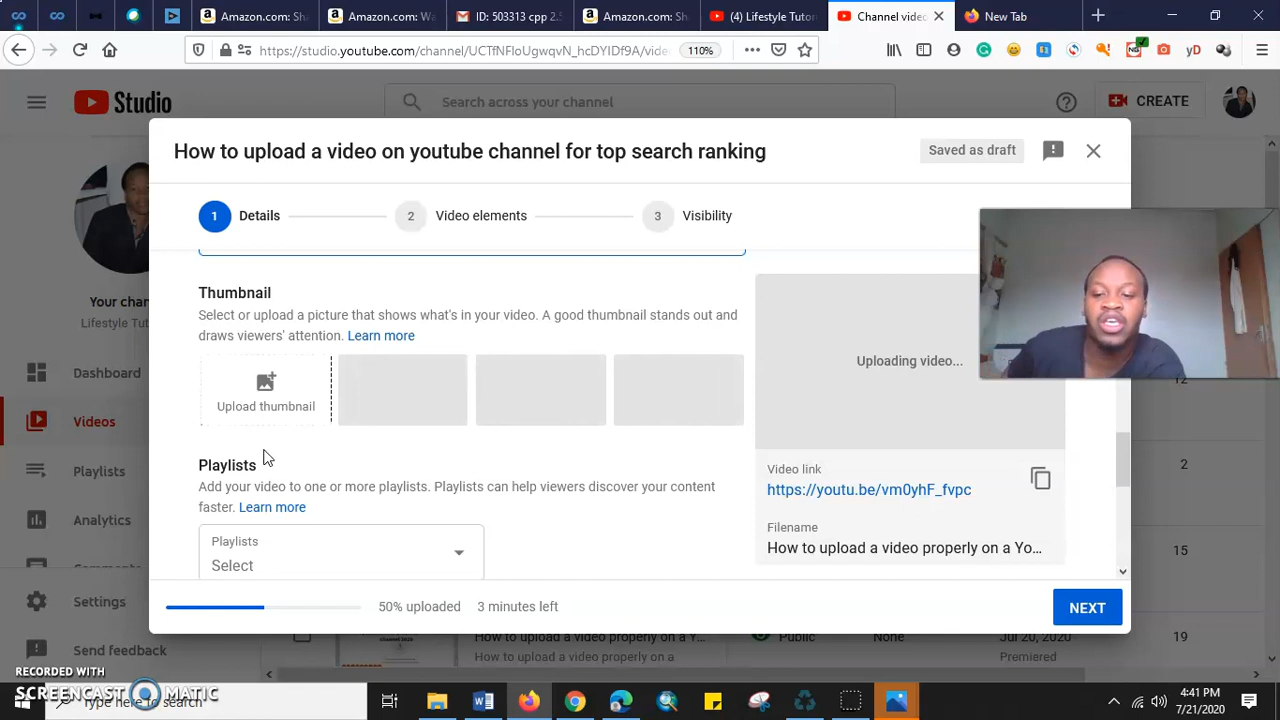 Amazon.com: Sh
Amazon.com: Wa
ID: 503313 cpp 2.5
Amazon.com: Sh
(4) Lifestyle Tutor
Channel video
New Tab
https://studio.youtube.com/channel/UCTfNFloUgwqvN_hcDYIDf9A/vide
110%
Studio
Search across your channel
CREATE
How to upload a video on youtube channel for top search ranking
Saved as draft
1
Details
2
Video elements
3
Visibility
Thumbnail
Select or upload a picture that shows what's in your video. A good thumbnail stands out and
draws viewers' attention. Learn more
Uploading video...
Upload thumbnail
Playlists
Add your video to one or more playlists. Playlists can help viewers discover your content
faster. Learn more
Playlists
Select
Video link
https://youtu.be/vm0yhF_fvpc
Filename
How to upload a video properly on a Yo...
50% uploaded
3 minutes left
NEXT
Your chan
Lifestyle Tut
Dashboard
Videos
Playlists
Analytics
Settings
Send feedback
12
2
15
19
How to upload a video properly on a Y...
How to upload a video properly on a
Public
None
Jul 20, 2020
Premiered
RECORDED WITH
SCREENCAST MATIC
Type here to search
4:41 PM
7/21/2020